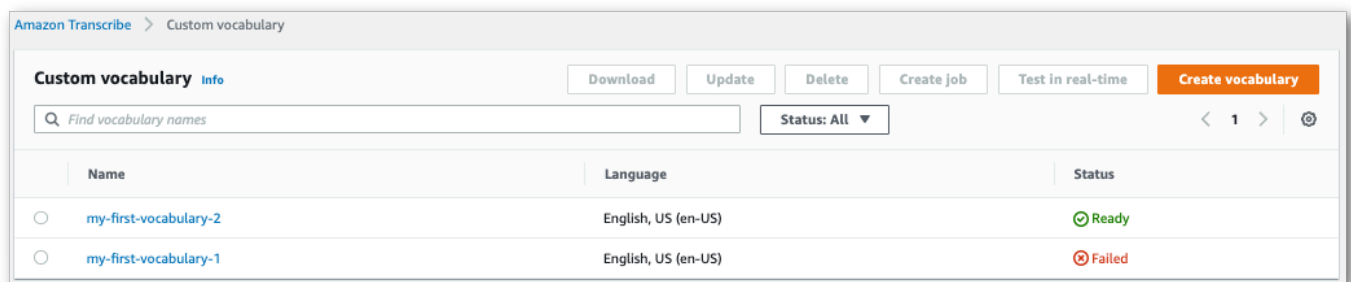 Amazon Transcribe > Custom vocabulary
Custom vocabulary Info Download Update Delete Create job Test in real-time Create vocabulary
Find vocabulary names Status: All ▼ < 1 >
Name Language Status
my-first-vocabulary-2 English, US (en-US) Ready
my-first-vocabulary-1 English, US (en-US) Failed